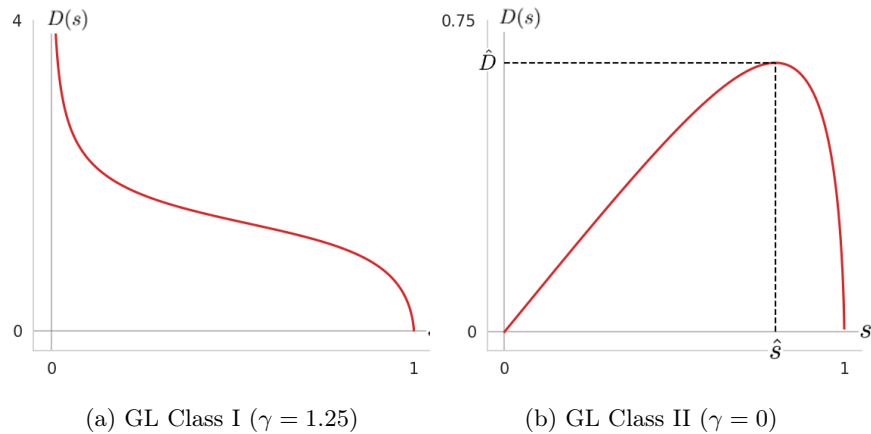 4
D(s)
0
0
1
0.75
D(s)
D̂
0
s
0
ŝ
1
(a) GL Class I (γ = 1.25)
(b) GL Class II (γ = 0)